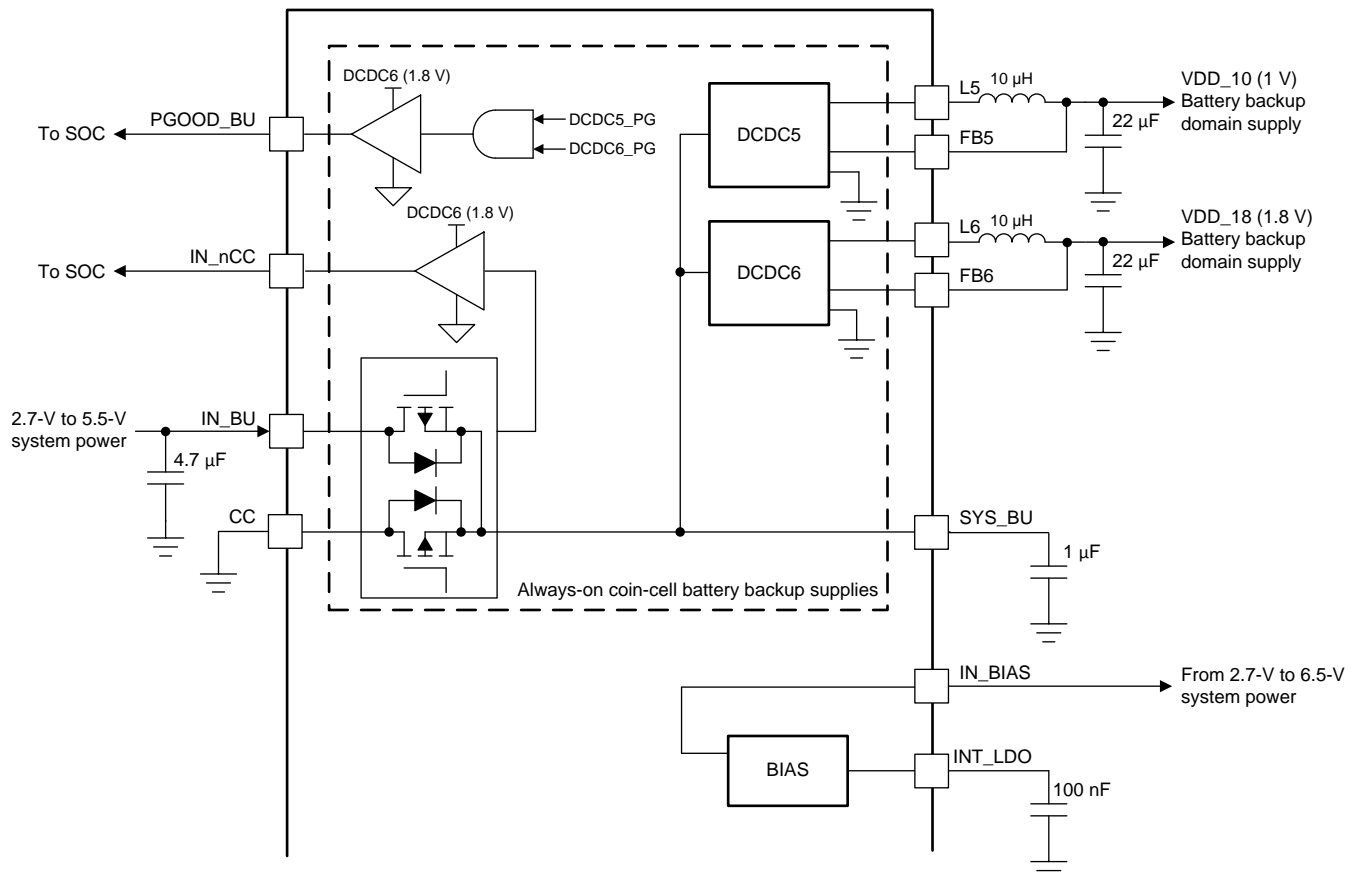 DCDC6 (1.8 V)
PGOOD_BU
To SOC
DCDC5_PG
DCDC6_PG
DCDC6 (1.8 V)
IN_nCC
To SOC
2.7-V to 5.5-V
system power
IN_BU
4.7 µF
CC
Always-on coin-cell battery backup supplies
DCDC5
L5
10 µH
VDD_10 (1 V)
Battery backup
domain supply
22 µF
FB5
DCDC6
L6
10 µH
VDD_18 (1.8 V)
Battery backup
domain supply
22 µF
FB6
SYS_BU
1 µF
IN_BIAS
From 2.7-V to 6.5-V
system power
BIAS
INT_LDO
100 nF